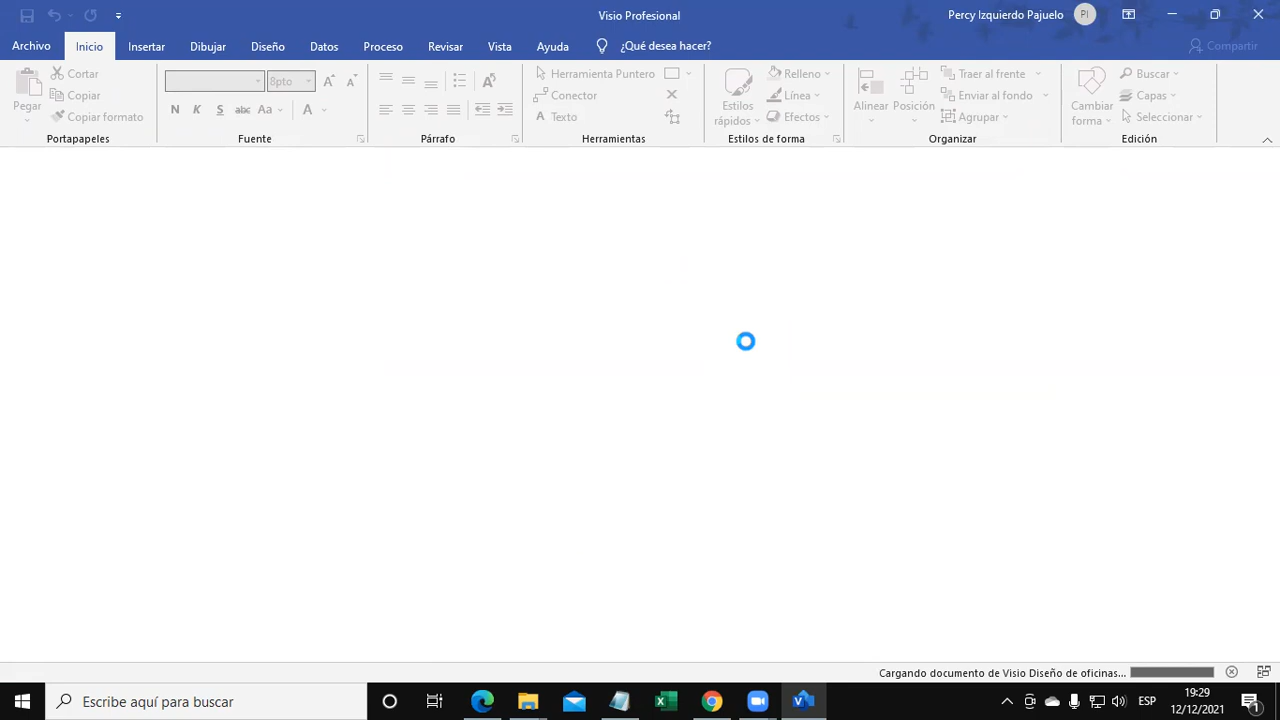 Visio Profesional
Percy Izquierdo Pajuelo PI
Archivo Inicio Insertar Dibujar Diseño Datos Proceso Revisar Vista Ayuda ¿Qué desea hacer? Compartir
Pegar
Cortar
Copiar
Copiar formato
Portapapeles
8pto A A
N K S abc Aa A
Fuente
A
Párrafo
Herramienta Puntero
Conector
A Texto
Herramientas
Estilos rápidos
Relleno
Línea
Efectos
Estilos de forma
Alinear Posición
Traer al frente
Enviar al fondo
Agrupar
Organizar
Cambiar forma
Buscar
Capas
Seleccionar
Edición
Cargando documento de Visio Diseño de oficinas...
Escribe aquí para buscar
ESP
19:29
12/12/2021
1